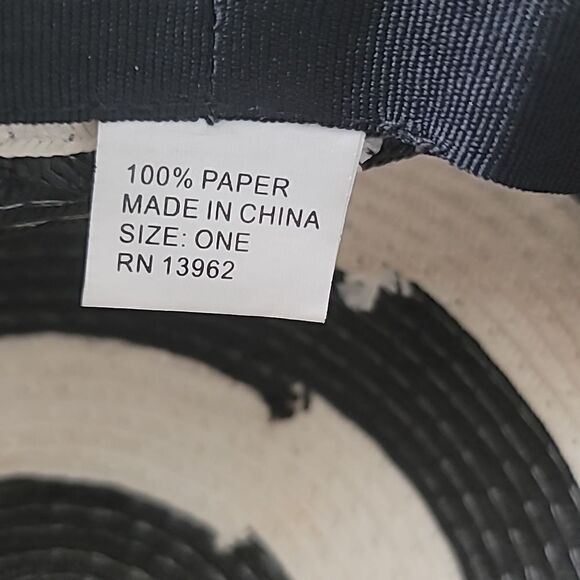 100% PAPER
MADE IN CHINA
SIZE: ONE
RN 13962